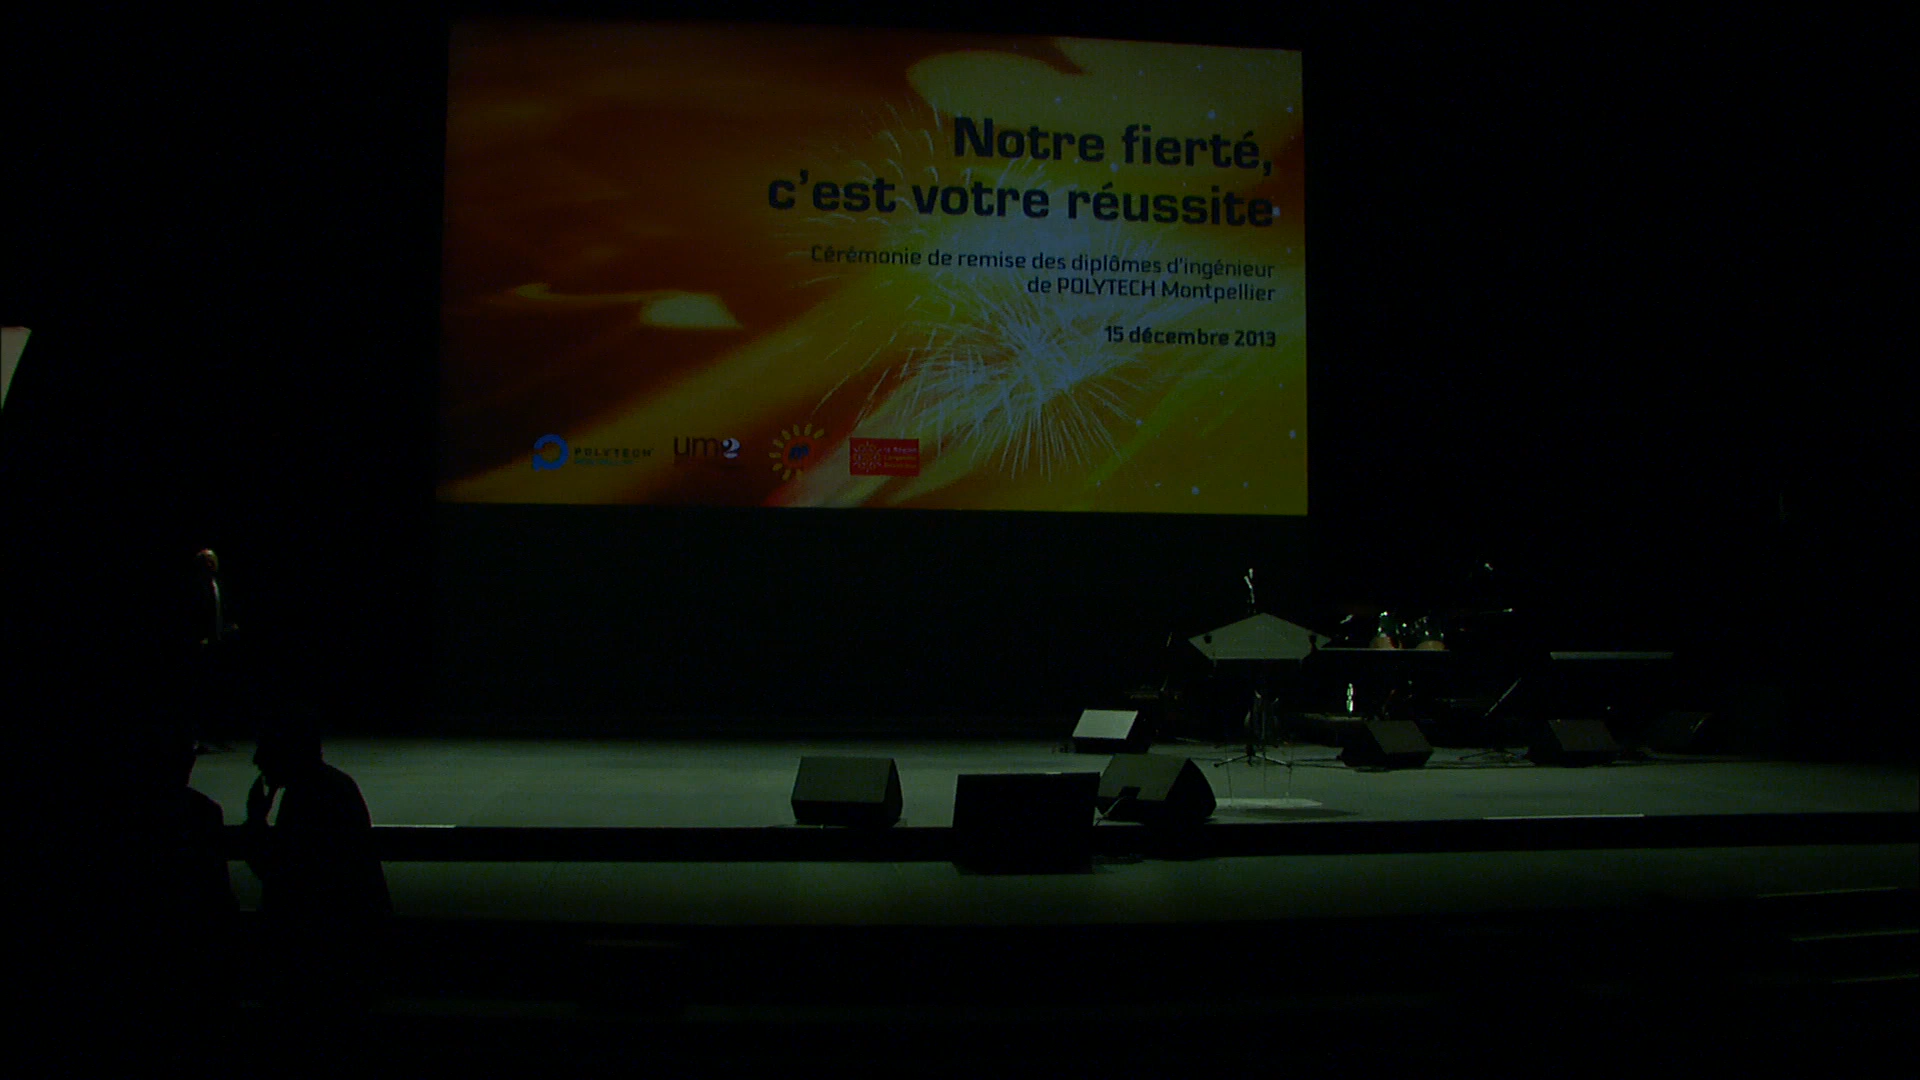 Notre fierté,
c'est votre réussite
Cérémonie de remise des diplômes d'ingénieur
de POLYTECH Montpellier
15 décembre 2013
POLYTECH
um2